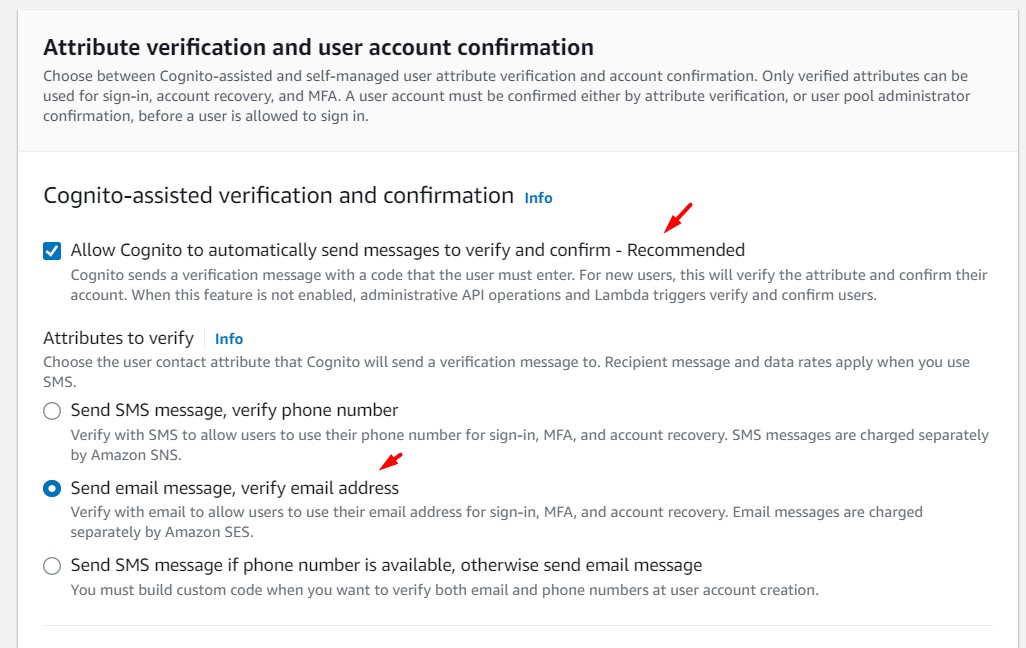 Attribute verification and user account confirmation
Choose between Cognito-assisted and self-managed user attribute verification and account confirmation. Only verified attributes can be
used for sign-in, account recovery, and MFA. A user account must be confirmed either by attribute verification, or user pool administrator
confirmation, before a user is allowed to sign in.
Cognito-assisted verification and confirmation Info
Allow Cognito to automatically send messages to verify and confirm - Recommended
Cognito sends a verification message with a code that the user must enter. For new users, this will verify the attribute and confirm their
account. When this feature is not enabled, administrative API operations and Lambda triggers verify and confirm users.
Attributes to verify Info
Choose the user contact attribute that Cognito will send a verification message to. Recipient message and data rates apply when you use
SMS.
Send SMS message, verify phone number
Verify with SMS to allow users to use their phone number for sign-in, MFA, and account recovery. SMS messages are charged separately
by Amazon SNS.
Send email message, verify email address
Verify with email to allow users to use their email address for sign-in, MFA, and account recovery. Email messages are charged
separately by Amazon SES.
Send SMS message if phone number is available, otherwise send email message
You must build custom code when you want to verify both email and phone numbers at user account creation.